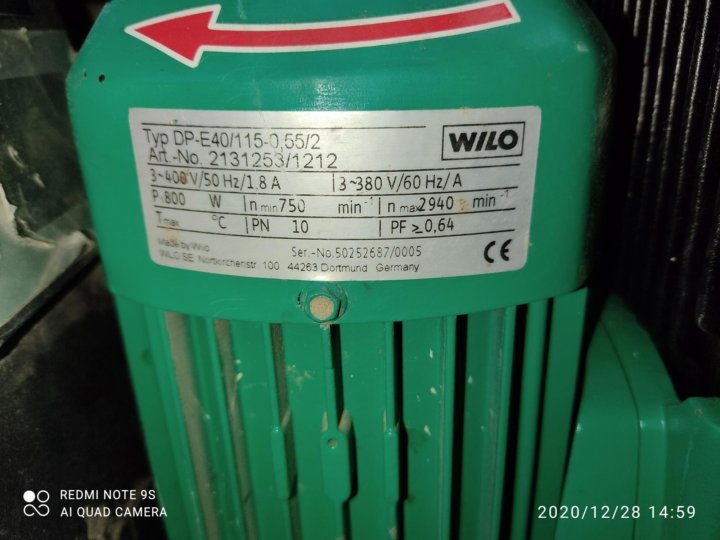 Typ DP-E40/115-0,55/2
Art.-No. 2131253/1212
WILO
3~400 V/50 Hz/1.8 A 3~380 V/60 Hz/ A
P1 800 W n min 750 min⁻¹ n max 2940 min⁻¹
Tmax °C PN 10 PF ≥ 0,64
Made by Wilo Ser.-No.50252687/0005 CE
WILO SE Nortkirchenstr 100 44263 Dortmund Germany
REDMI NOTE 9S
AI QUAD CAMERA
2020/12/28 14:59